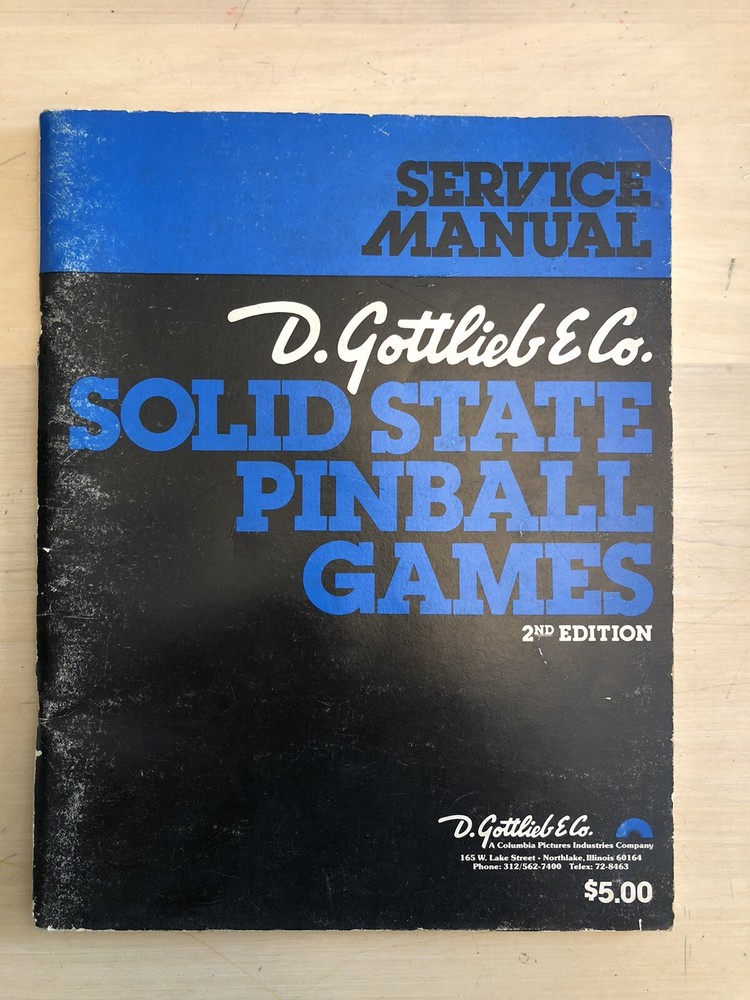 SERVICE
MANUAL
D. Gottlieb & Co.
SOLID STATE
PINBALL
GAMES
2ND EDITION
D. Gottlieb & Co.
A Columbia Pictures Industries Company
165 W. Lake Street • Northlake, Illinois 60164
Phone: 312/562-7400 Telex: 72-8463
$5.00